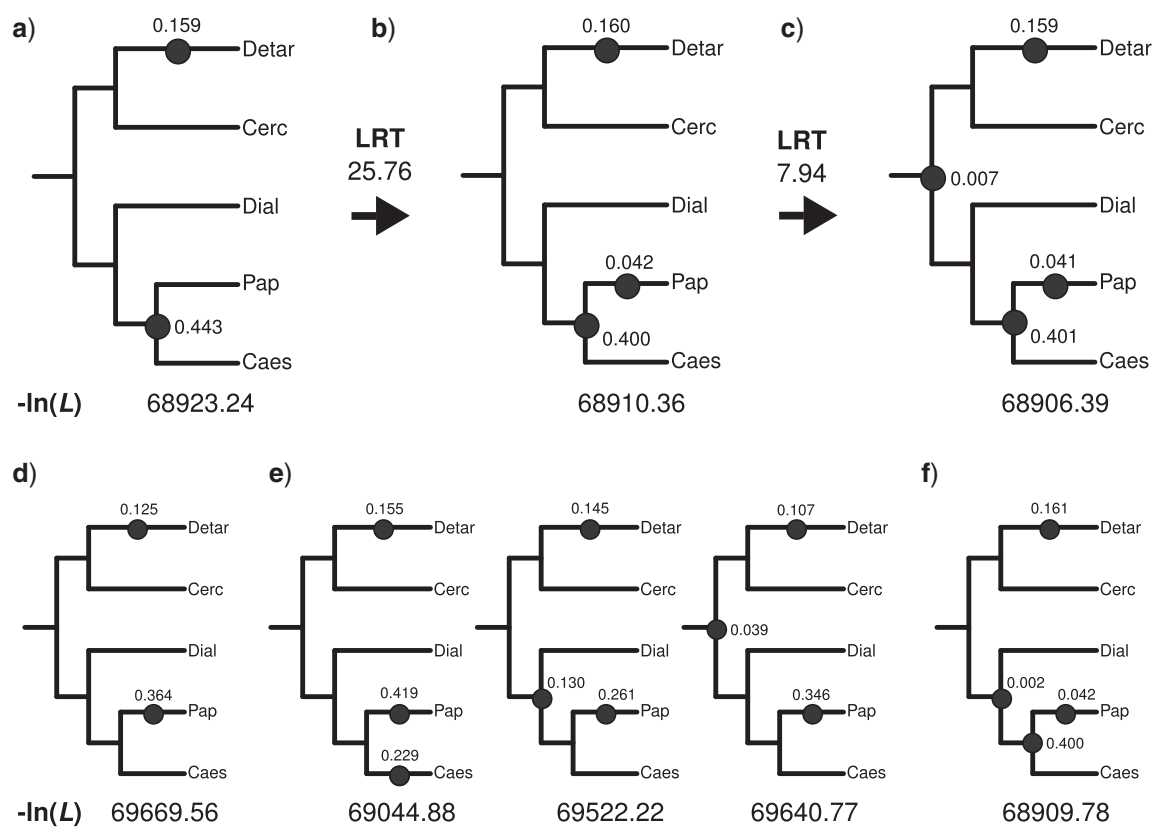 a)
0.159
Detar
Cerc
Dial
Pap
0.443
Caes
LRT
25.76
b)
0.160
Detar
Cerc
Dial
0.042
Pap
0.400
Caes
LRT
7.94
c)
0.159
Detar
Cerc
0.007
Dial
0.041
Pap
0.401
Caes
-ln(L) 68923.24 68910.36 68906.39
d)
0.125
Detar
Cerc
Dial
0.364
Pap
Caes
e)
0.155
Detar
Cerc
Dial
0.419
Pap
0.229
Caes
0.145
Detar
Cerc
Dial
0.130
0.261
Pap
Caes
0.107
Detar
Cerc
0.039
Dial
0.346
Pap
Caes
f)
0.161
Detar
Cerc
Dial
0.002
0.042
Pap
0.400
Caes
-ln(L) 69669.56 69044.88 69522.22 69640.77 68909.78